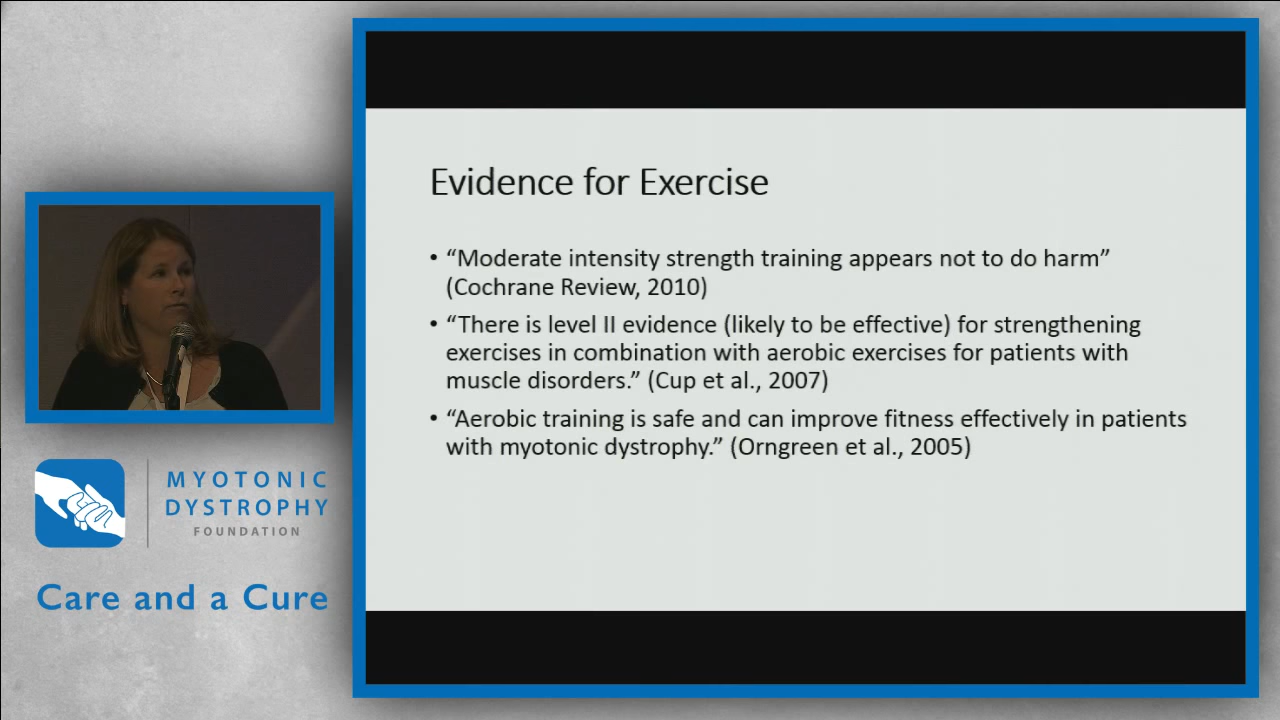 Evidence for Exercise
• “Moderate intensity strength training appears not to do harm”
(Cochrane Review, 2010)
• “There is level II evidence (likely to be effective) for strengthening
exercises in combination with aerobic exercises for patients with
muscle disorders.” (Cup et al., 2007)
• “Aerobic training is safe and can improve fitness effectively in patients
with myotonic dystrophy.” (Orngreen et al., 2005)
MYOTONIC
DYSTROPHY
FOUNDATION
Care and a Cure